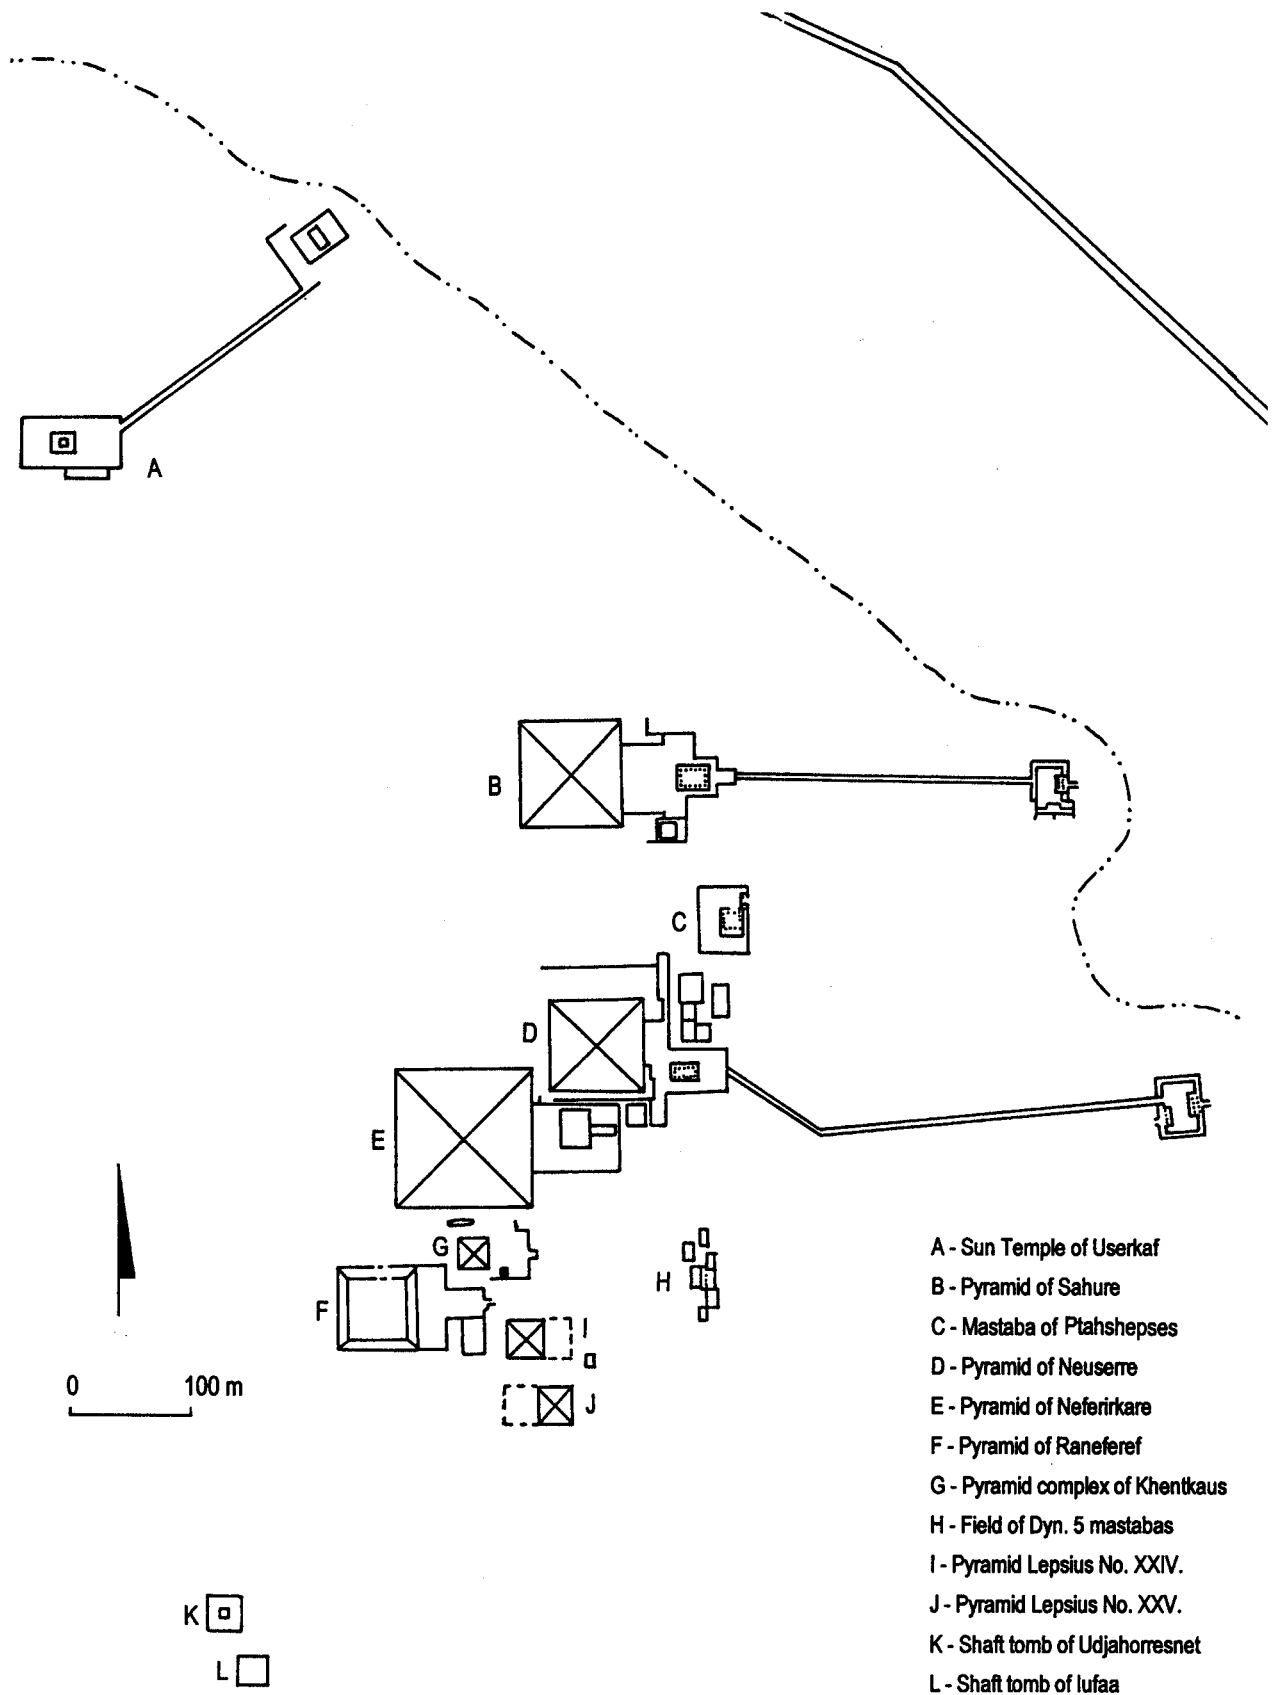 A
B
C
D
E
G
F
H
I
J
0 100 m
K
L
A - Sun Temple of Userkaf
B - Pyramid of Sahure
C - Mastaba of Ptahshepses
D - Pyramid of Neuserre
E - Pyramid of Neferirkare
F - Pyramid of Raneferef
G - Pyramid complex of Khentkaus
H - Field of Dyn. 5 mastabas
I - Pyramid Lepsius No. XXIV.
J - Pyramid Lepsius No. XXV.
K - Shaft tomb of Udjahorresnet
L - Shaft tomb of Iufaa